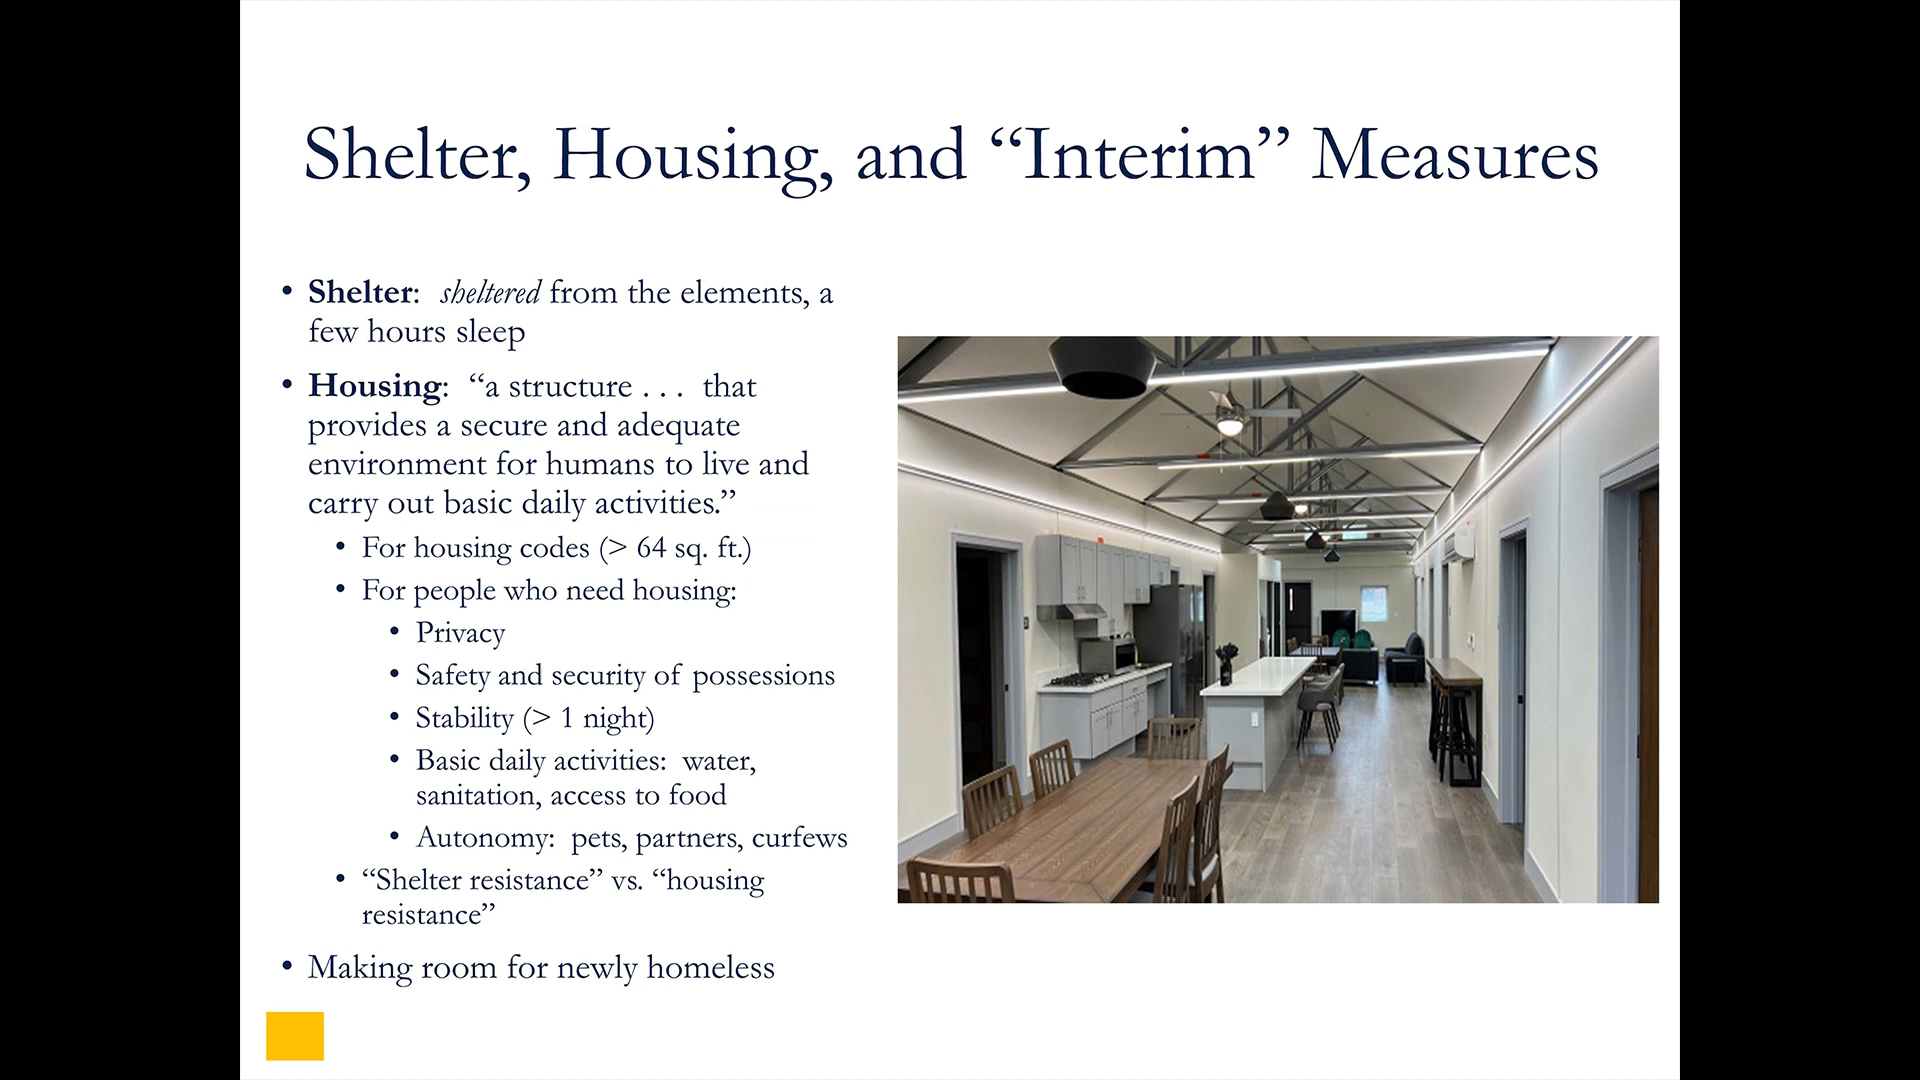 Shelter, Housing, and “Interim” Measures
• Shelter: sheltered from the elements, a
few hours sleep
• Housing: “a structure . . . that
provides a secure and adequate
environment for humans to live and
carry out basic daily activities.”
• For housing codes (> 64 sq. ft.)
• For people who need housing:
• Privacy
• Safety and security of possessions
• Stability (> 1 night)
• Basic daily activities: water,
sanitation, access to food
• Autonomy: pets, partners, curfews
• “Shelter resistance” vs. “housing
resistance”
• Making room for newly homeless